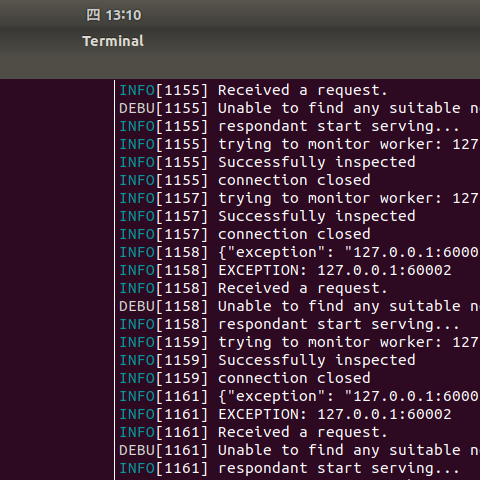 四 13:10
Terminal
INFO[1155] Received a request.
DEBU[1155] Unable to find any suitable
INFO[1155] respondant start serving...
INFO[1155] trying to monitor worker: 127
INFO[1155] Successfully inspected
INFO[1155] connection closed
INFO[1157] trying to monitor worker: 127
INFO[1157] Successfully inspected
INFO[1157] connection closed
INFO[1158] {"exception": "127.0.0.1:6000
INFO[1158] EXCEPTION: 127.0.0.1:60002
INFO[1158] Received a request.
DEBU[1158] Unable to find any suitable
INFO[1158] respondant start serving...
INFO[1159] trying to monitor worker: 127
INFO[1159] Successfully inspected
INFO[1159] connection closed
INFO[1161] {"exception": "127.0.0.1:6000
INFO[1161] EXCEPTION: 127.0.0.1:60002
INFO[1161] Received a request.
DEBU[1161] Unable to find any suitable
INFO[1161] respondant start serving...